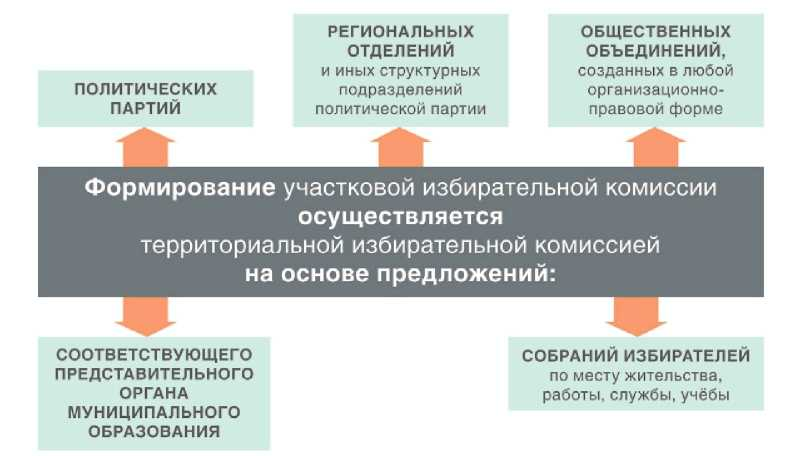 ПОЛИТИЧЕСКИХ
ПАРТИЙ
РЕГИОНАЛЬНЫХ
ОТДЕЛЕНИЙ
и иных структурных
подразделений
политической партии
ОБЩЕСТВЕННЫХ
ОБЪЕДИНЕНИЙ,
созданных в любой
организационно-
правовой форме
Формирование участковой избирательной комиссии
осуществляется
территориальной избирательной комиссией
на основе предложений:
СООТВЕТСТВУЮЩЕГО
ПРЕДСТАВИТЕЛЬНОГО
ОРГАНА
МУНИЦИПАЛЬНОГО
ОБРАЗОВАНИЯ
СОБРАНИЙ ИЗБИРАТЕЛЕЙ
по месту жительства,
работы, службы, учёбы